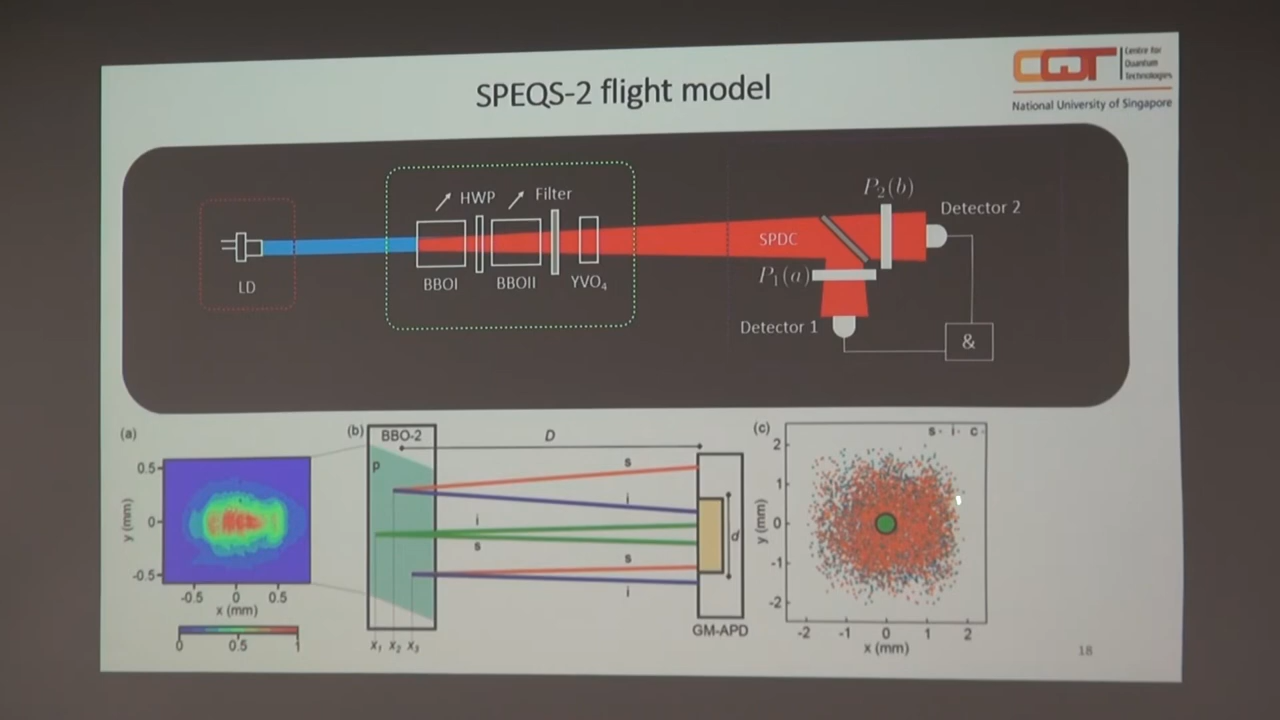 SPEQS-2 flight model
CQT
Centre for
Quantum
Technologies
National University of Singapore
LD
HWP
Filter
BBOI
BBOII
YVO₄
SPDC
P₂(b)
Detector 2
P₁(a)
Detector 1
&
(a)
0.5
0
-0.5
y (mm)
-0.5 0 0.5
x (mm)
0 0.5 1
(b)
BBO-2
D
p
s
i
i
s
s
i
d
x₁ x₂ x₃
GM-APD
(c)
s i c
2
1
0
-1
-2
y (mm)
-2 -1 0 1 2
x (mm)
18